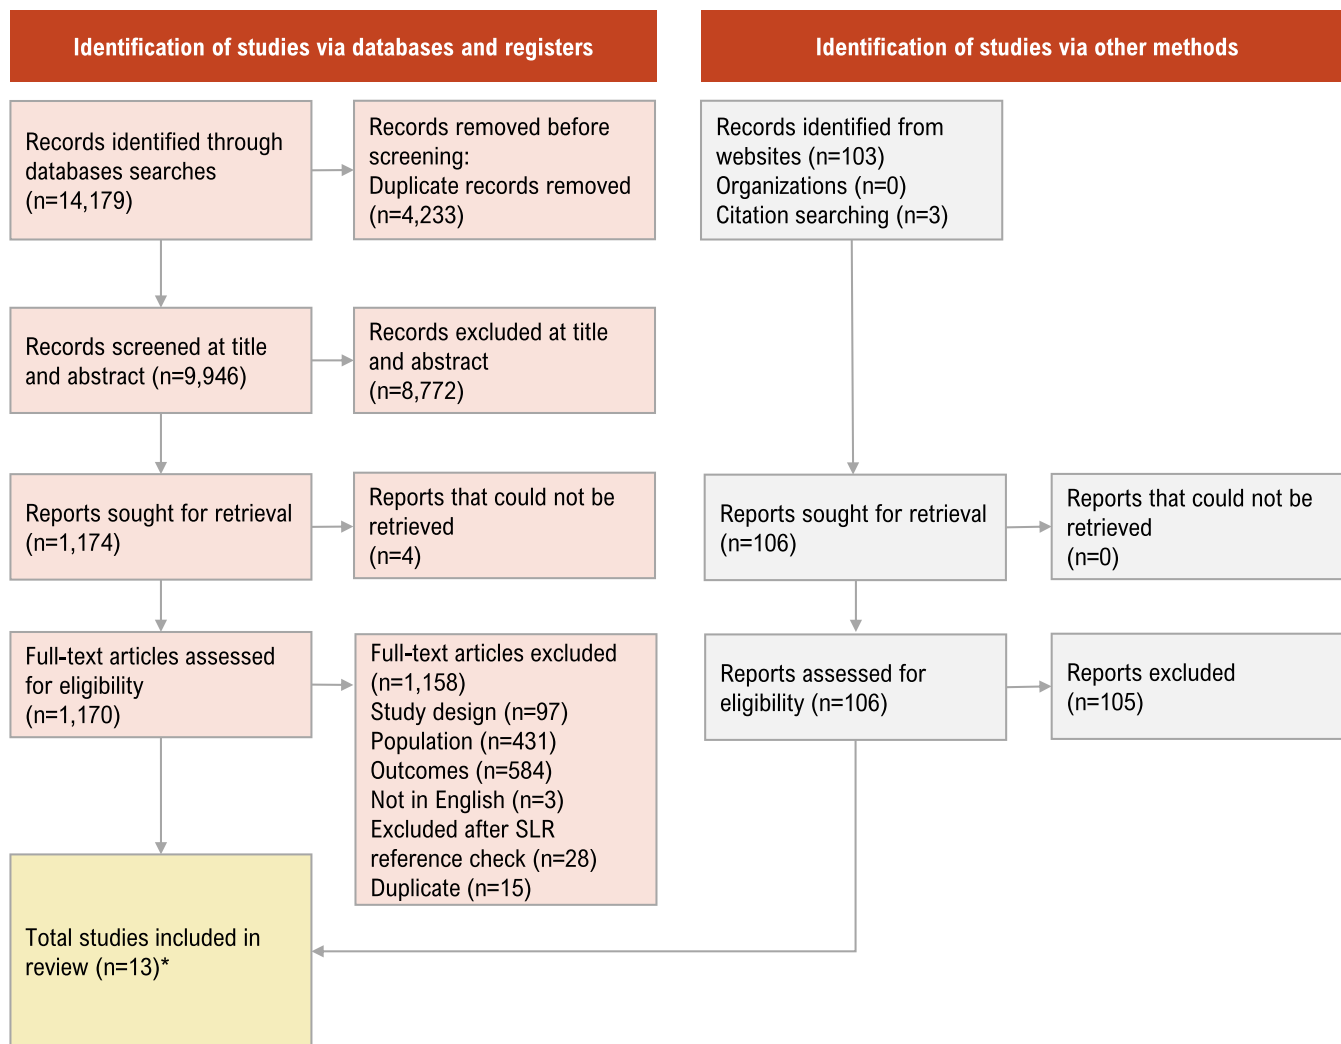 Identification of studies via databases and registers
Identification of studies via other methods
Records identified through
databases searches
(n=14,179)
Records removed before
screening:
Duplicate records removed
(n=4,233)
Records identified from
websites (n=103)
Organizations (n=0)
Citation searching (n=3)
Records screened at title
and abstract (n=9,946)
Records excluded at title
and abstract
(n=8,772)
Reports sought for retrieval
(n=1,174)
Reports that could not be
retrieved
(n=4)
Reports sought for retrieval
(n=106)
Reports that could not be
retrieved
(n=0)
Full-text articles assessed
for eligibility
(n=1,170)
Full-text articles excluded
(n=1,158)
Study design (n=97)
Population (n=431)
Outcomes (n=584)
Not in English (n=3)
Excluded after SLR
reference check (n=28)
Duplicate (n=15)
Reports assessed for
eligibility (n=106)
Reports excluded
(n=105)
Total studies included in
review (n=13)*